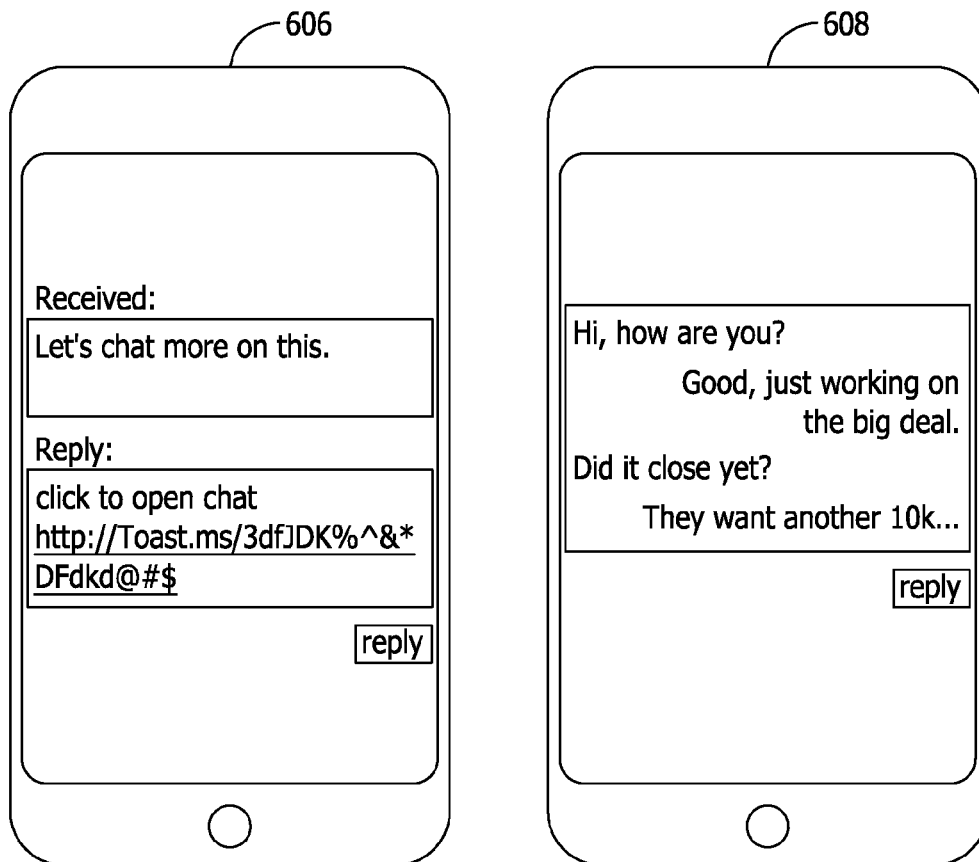 606
Received:
Let's chat more on this.
Reply:
click to open chat
http://Toast.ms/3dfJDK%^&*
DFdkd@#$
reply
608
Hi, how are you?
Good, just working on
the big deal.
Did it close yet?
They want another 10k...
reply